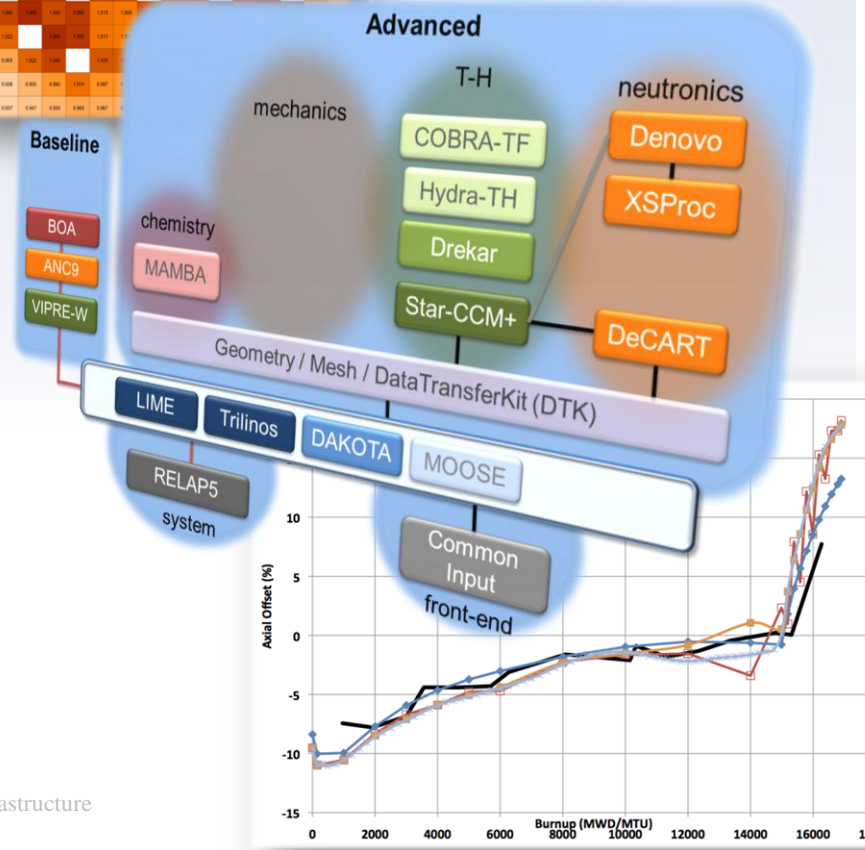 Advanced
T-H
neutronics
mechanics
COBRA-TF
Denovo
Baseline
Hydra-TH
XSProc
chemistry
BOA
Drekar
MAMBA
ANC9
Star-CCM+
VIPRE-W
DeCART
Geometry / Mesh / DataTransferKit (DTK)
LIME
Trilinos
DAKOTA
MOOSE
RELAP5
system
Common
Input
front-end
Axial Offset (%)
10
5
0
-5
-10
-15
0 2000 4000 6000 8000 10000 12000 14000 16000
Burnup (MWD/MTU)
astructure